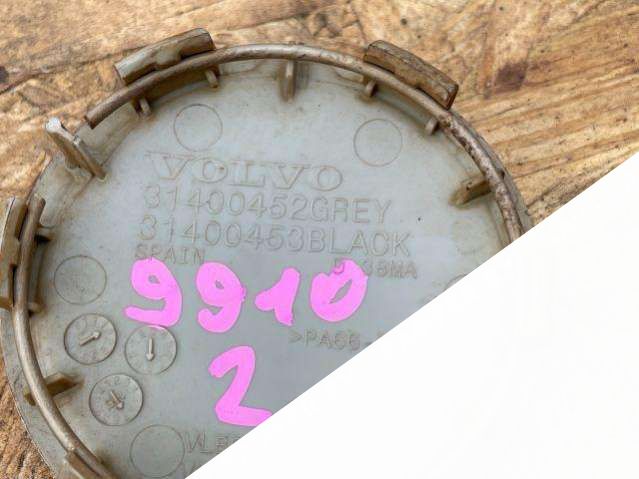 VOLVO
31400452GREY
31400453BLACK
SPAIN
9910
>PA66-
2